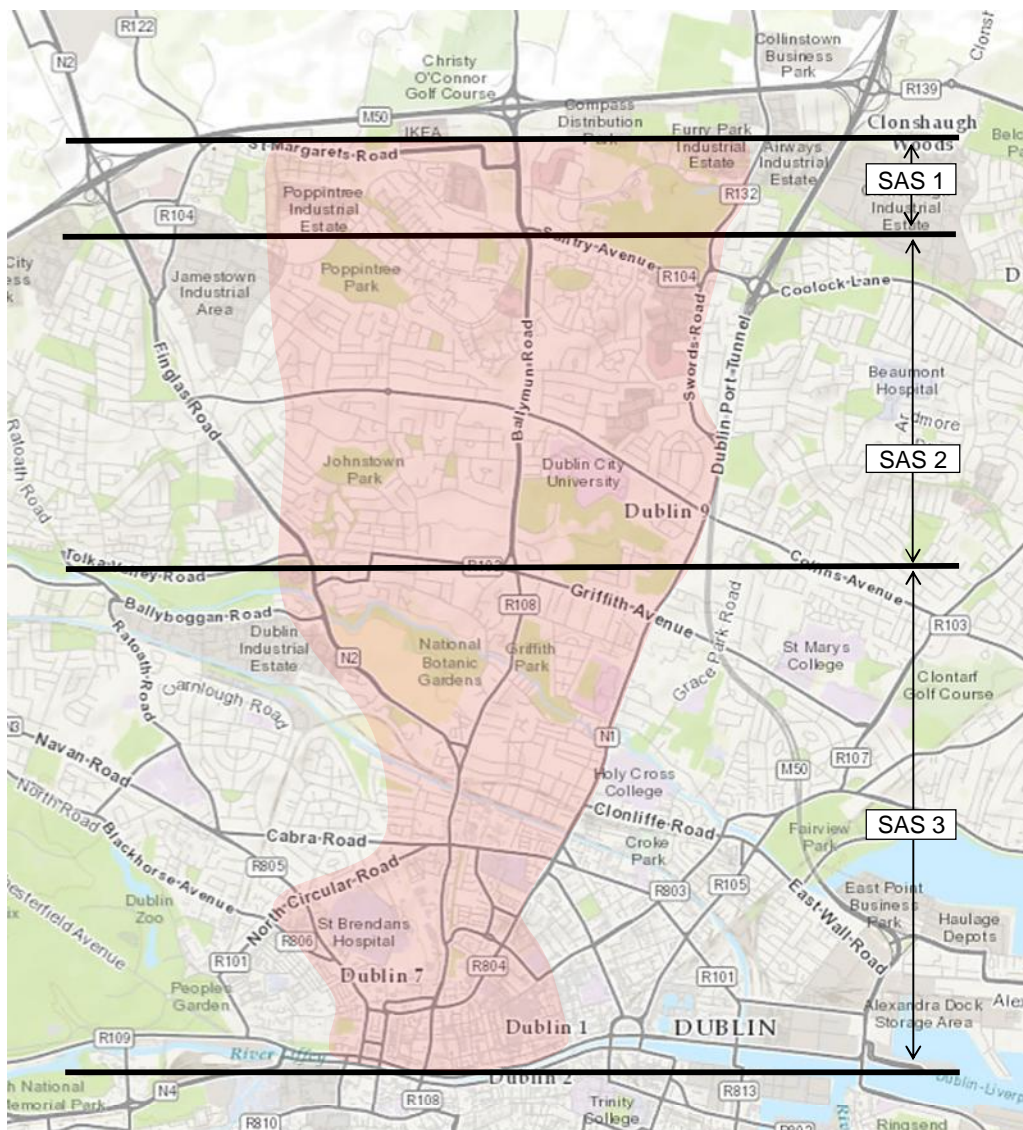 R122
N2
Christy
O'Connor
Golf Course
Collinstown
Business
Park
R139
M50
IKEA
Compass
Distribution
Furry Park
Industrial
Estate
Airways
Industrial
Estate
Clonshaugh
Woods
St-Margarets-Road
SAS 1
R104
Poppintree
Industrial
Estate
R132
Industrial
Estate
Jamestown
Industrial
Area
Poppintree
Park
Santry-Avenue
R104
Coolock-Lane
Finglas-Road
Ballymun-Road
Swords-Road
Dublin-Port-Tunnel
Beaumont
Hospital
Ratoath Road
Johnstown
Park
Dublin City
University
SAS 2
Dublin 9
Tolka-Valley-Road
Collins-Avenue
Ballyboggan-Road
R108
Griffith-Avenue
Grace Park Road
R103
Ratoath-Road
Dublin
Industrial
Estate
N2
National
Botanic
Gardens
Griffith
Park
St Marys
College
Clontarf
Golf Course
Carnlough Road
N1
R107
M50
Navan-Road
North-Road
Holy Cross
College
Clonliffe-Road
SAS 3
Cabra-Road
Croke
Park
Fairview
Park
Blackhorse-Avenue
R805
North-Circular-Road
R803
R105
East-Wall-Road
East Point
Business
Park
Haulage
Depots
Dublin
Zoo
St Brendans
Hospital
R806
R101
R804
R101
Dublin 7
Peoples
Garden
Alexandra Dock
Storage Area
R109
Dublin 1
DUBLIN
River Liffey
Dublin 2
N4
R108
R813
R810
Trinity
College
Ringsend